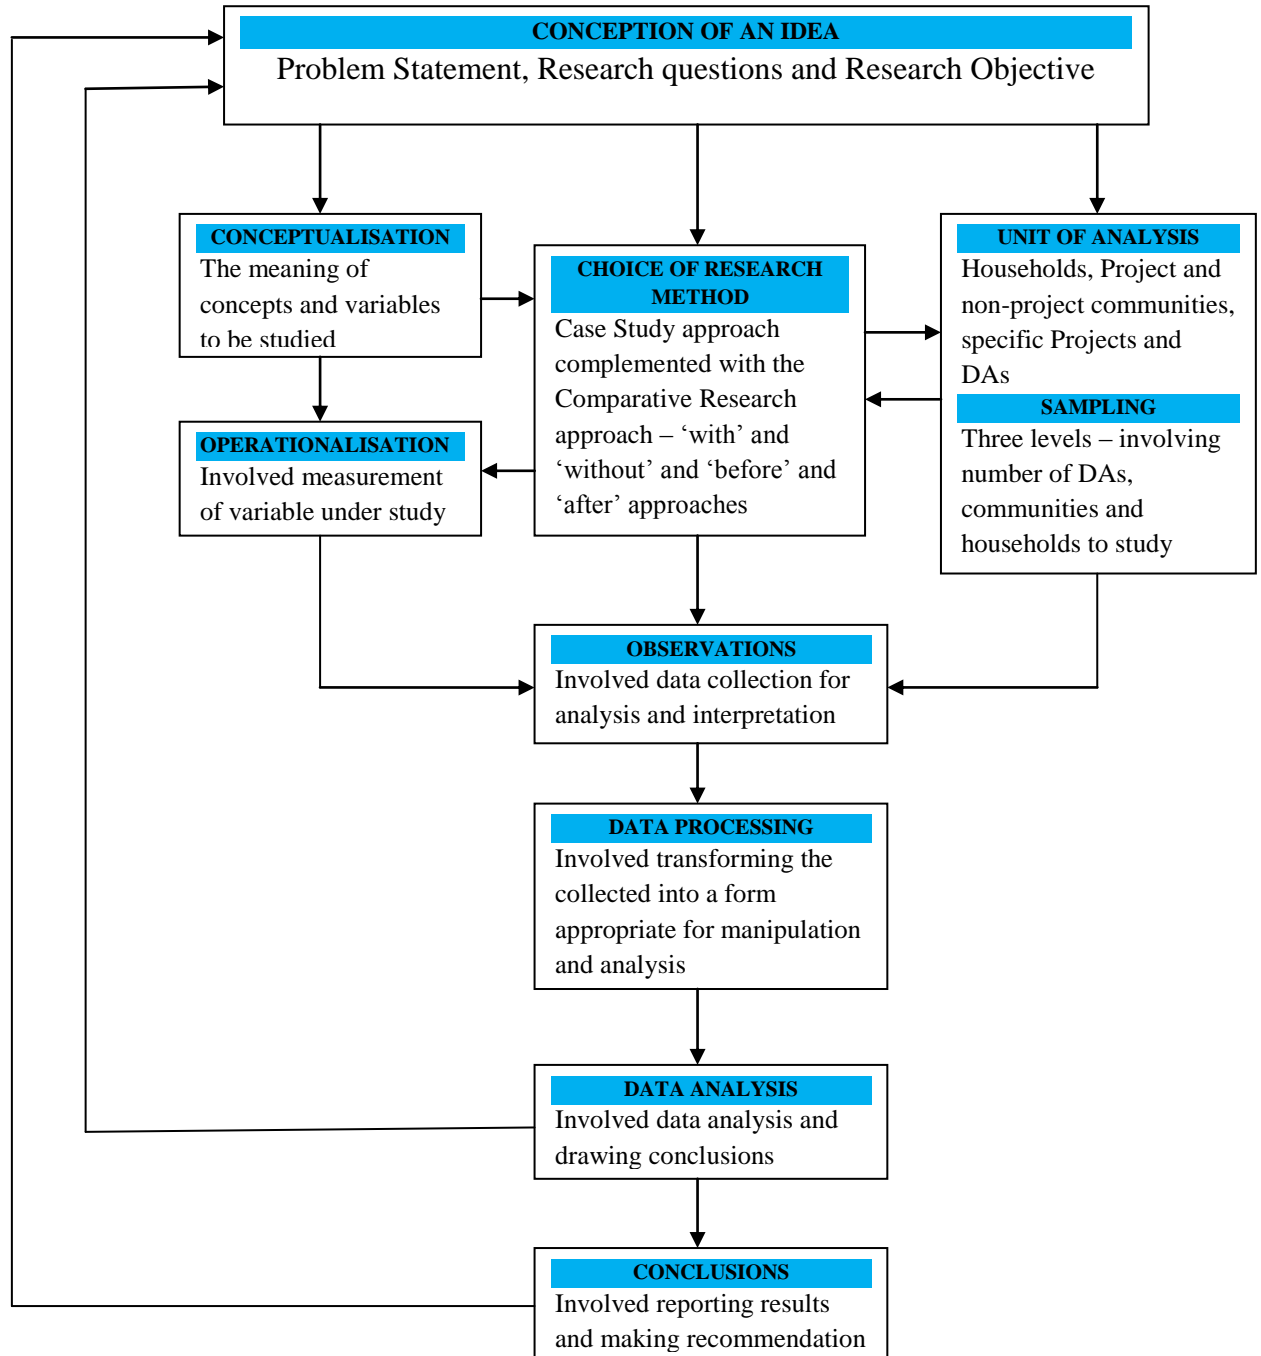 CONCEPTION OF AN IDEA
Problem Statement, Research questions and Research Objective
CONCEPTUALISATION
The meaning of
concepts and variables
to be studied
CHOICE OF RESEARCH
METHOD
Case Study approach
complemented with the
Comparative Research
approach – ‘with’ and
‘without’ and ‘before’ and
‘after’ approaches
UNIT OF ANALYSIS
Households, Project and
non-project communities,
specific Projects and
DAs
SAMPLING
Three levels – involving
number of DAs,
communities and
households to study
OPERATIONALISATION
Involved measurement
of variable under study
OBSERVATIONS
Involved data collection for
analysis and interpretation
DATA PROCESSING
Involved transforming the
collected into a form
appropriate for manipulation
and analysis
DATA ANALYSIS
Involved data analysis and
drawing conclusions
CONCLUSIONS
Involved reporting results
and making recommendation